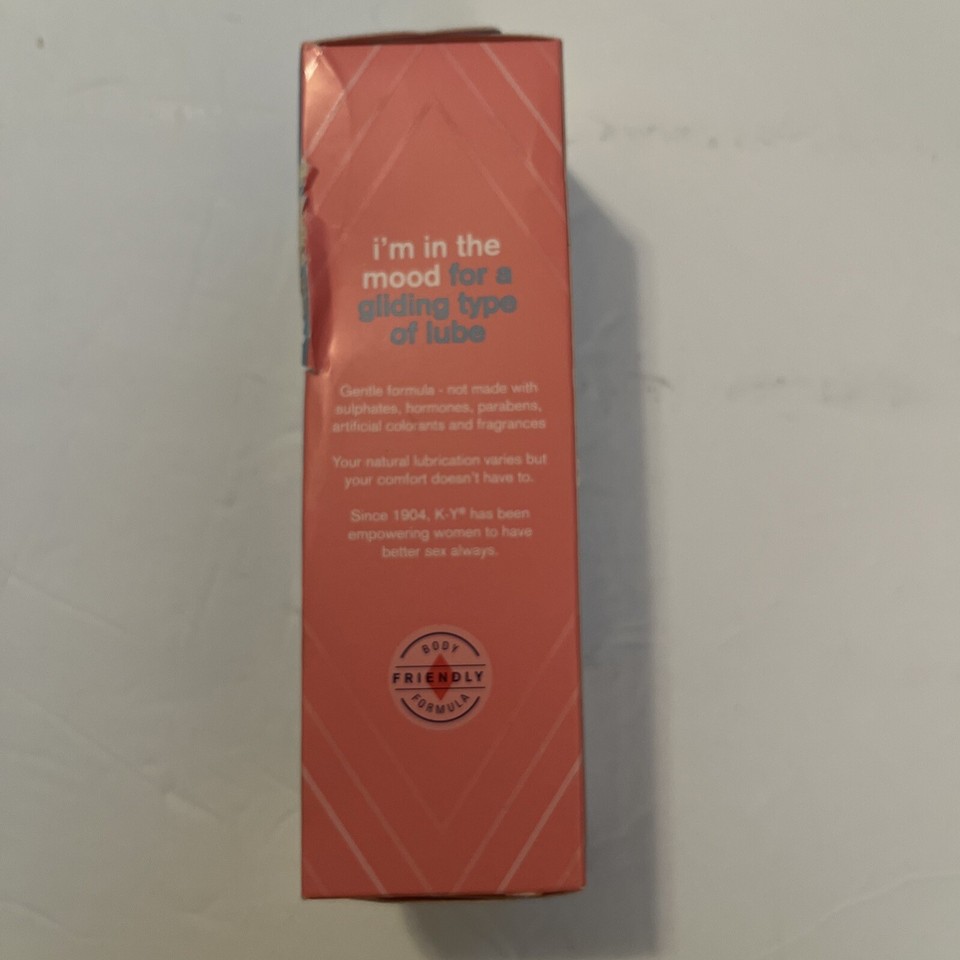 i'm in the
mood for a
gliding type
of lube
Gentle formula - not made with
sulphates, hormones, parabens,
artificial colorants and fragrances
Your natural lubrication varies but
your comfort doesn't have to.
Since 1904, K-Y® has been
empowering women to have
better sex always.
BODY
FRIENDLY
FORMULA